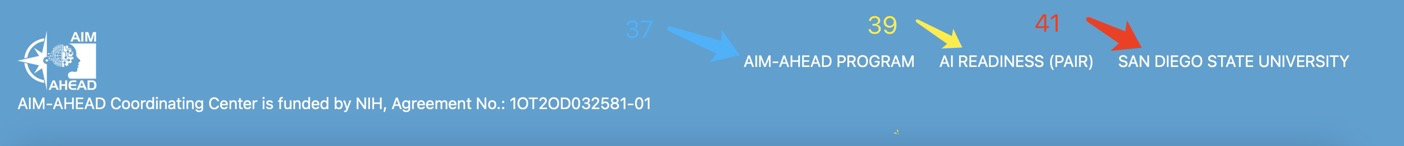 37
39
41
AIM
AHEAD
AIM-AHEAD PROGRAM AI READINESS (PAIR) SAN DIEGO STATE UNIVERSITY
AIM-AHEAD Coordinating Center is funded by NIH, Agreement No.: 1OT2OD032581-01